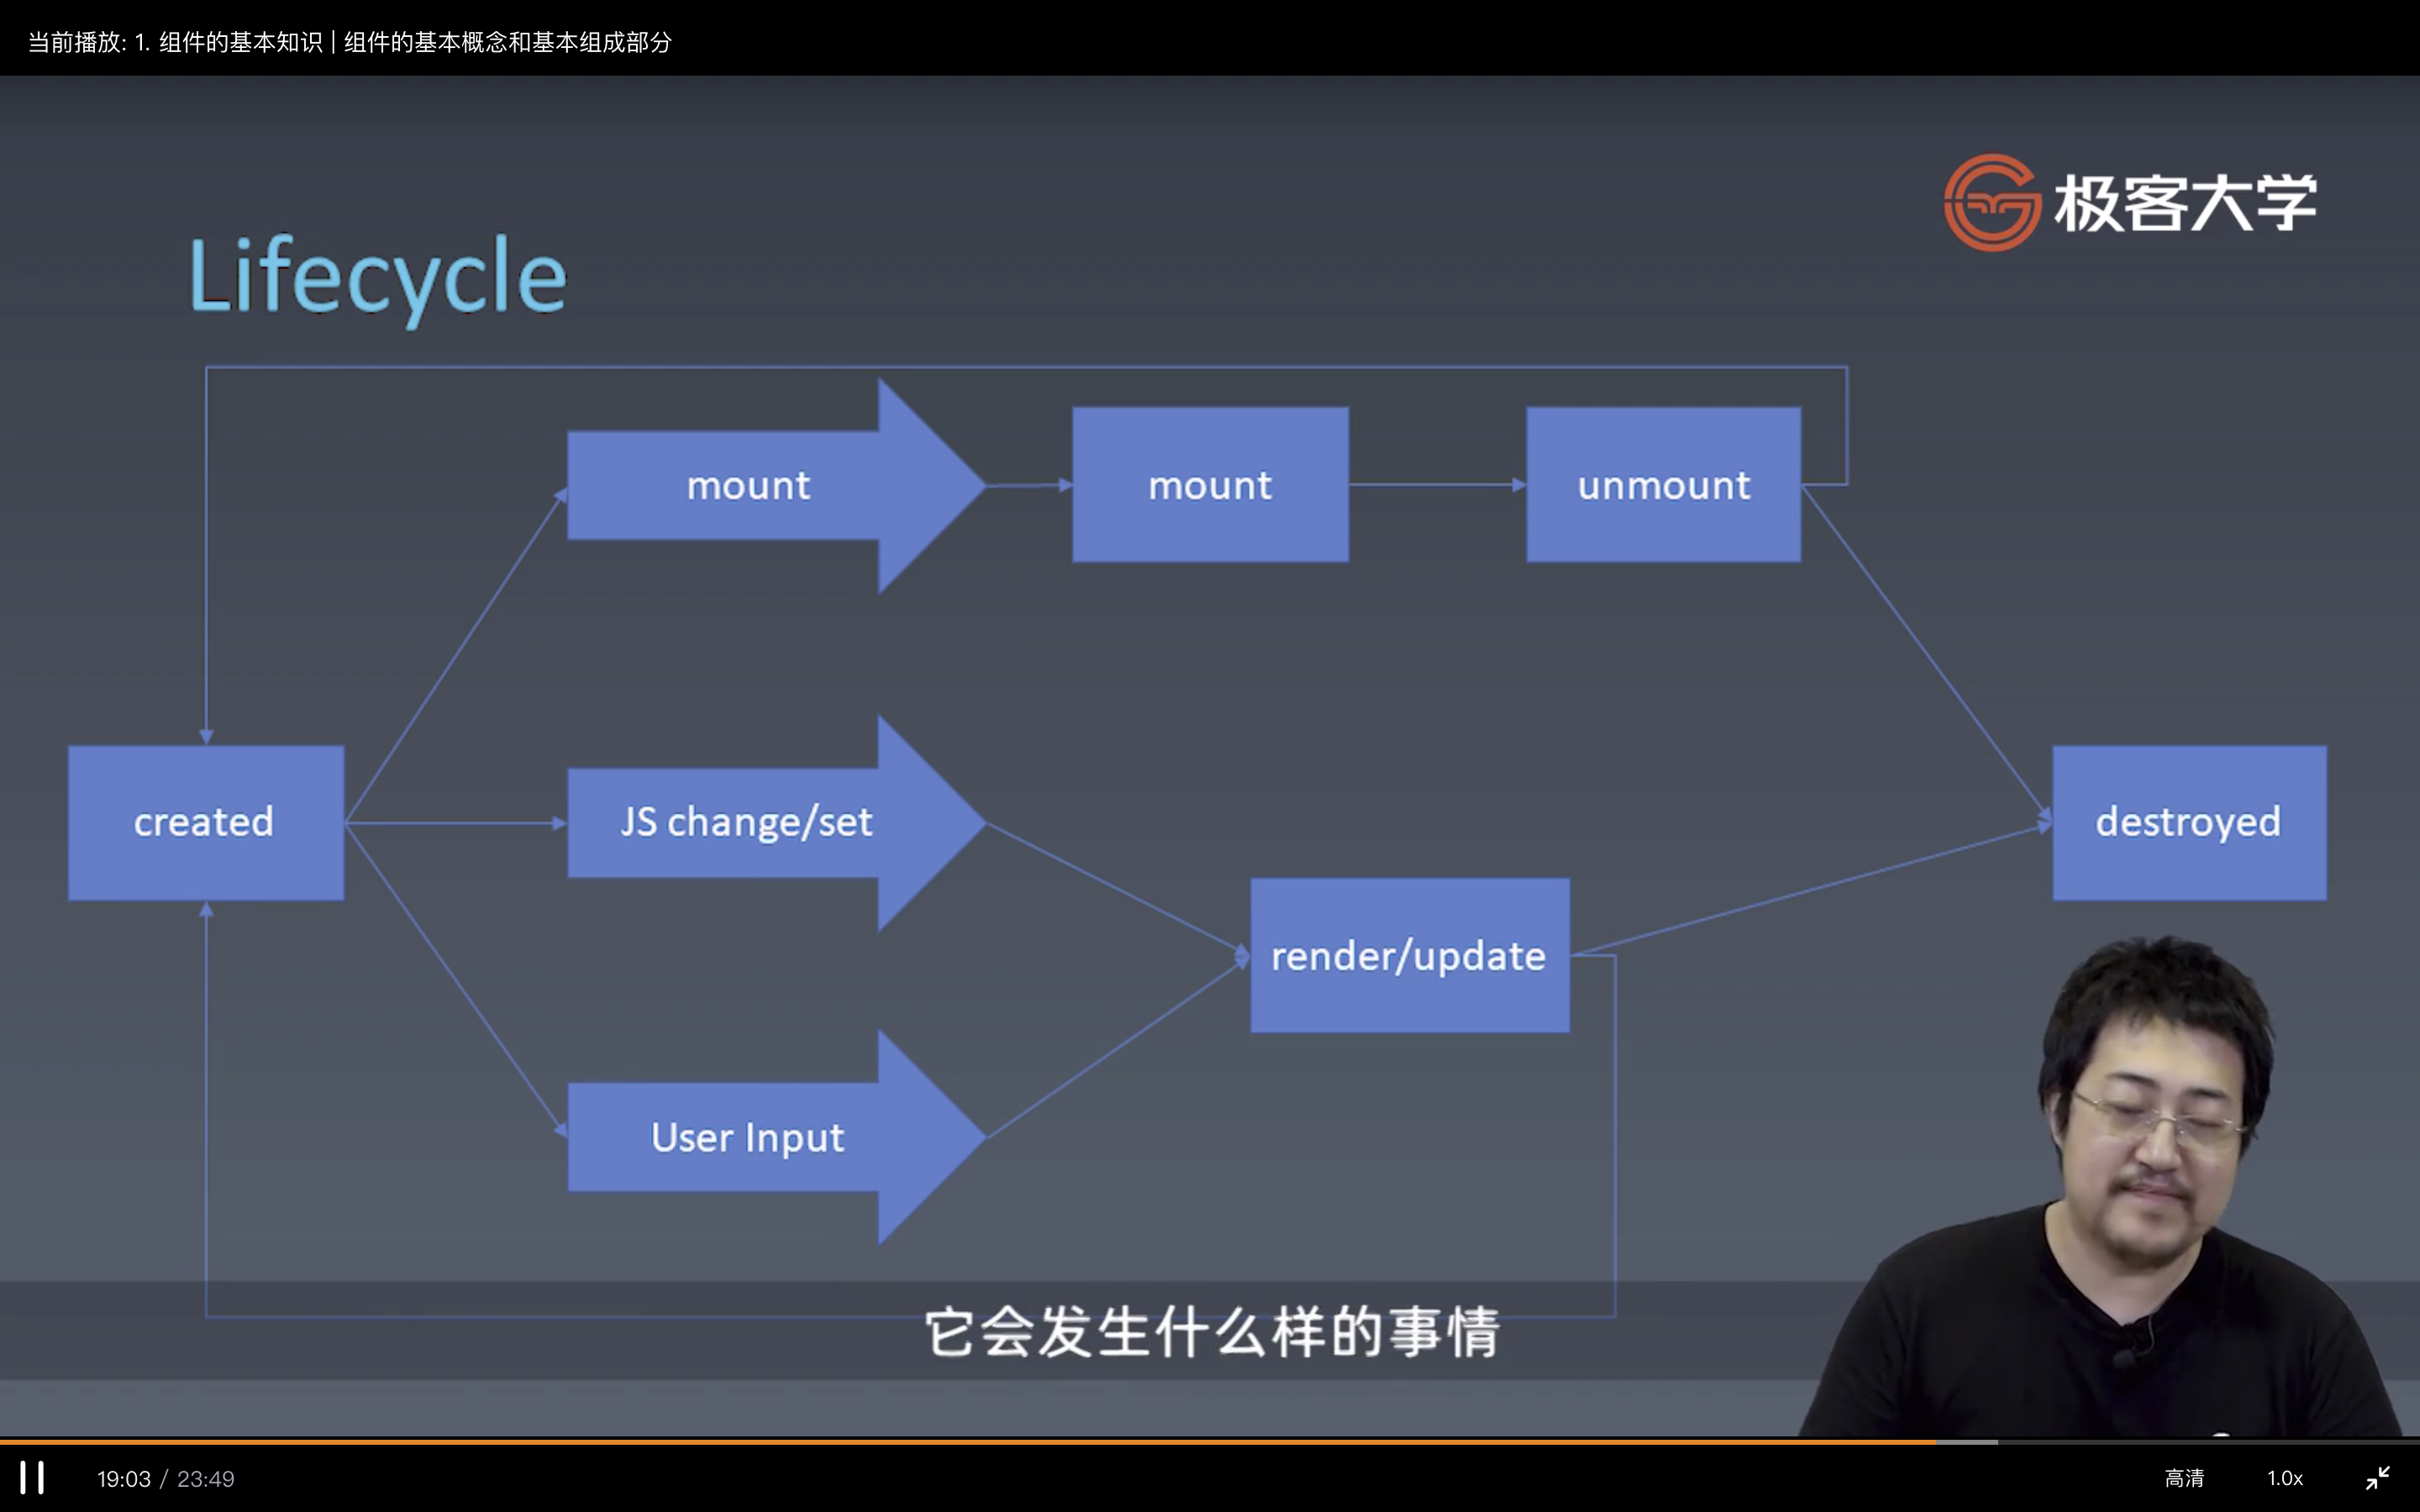 当前播放: 1. 组件的基本知识 | 组件的基本概念和基本组成部分
极客大学
Lifecycle
mount
mount
unmount
created
JS change/set
destroyed
render/update
User Input
它会发生什么样的事情
19:03 / 23:49
高清
1.0x